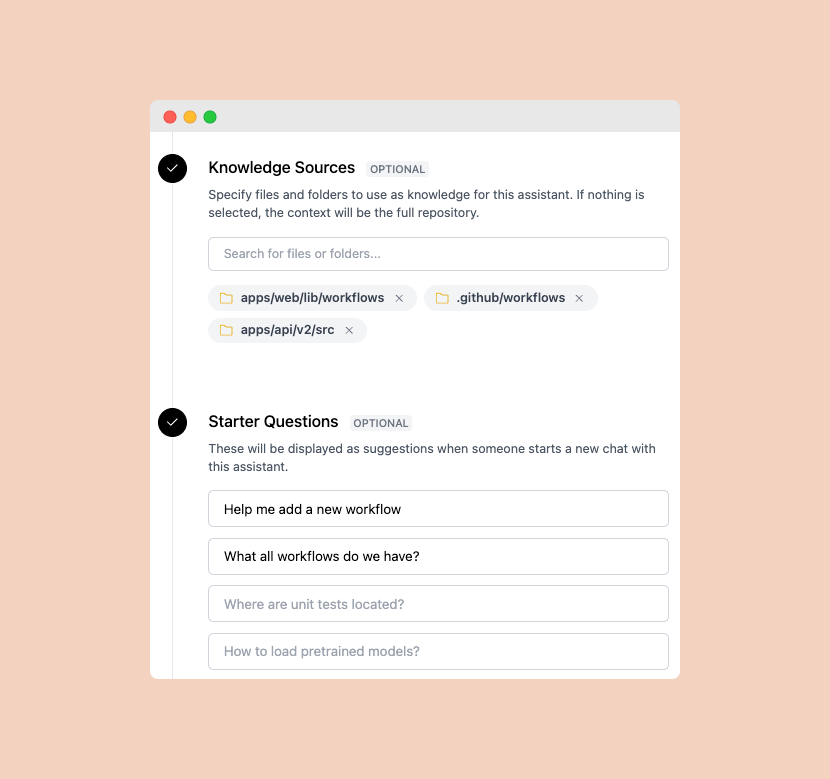 Knowledge Sources OPTIONAL
Specify files and folders to use as knowledge for this assistant. If nothing is
selected, the context will be the full repository.
Search for files or folders...
apps/web/lib/workflows .github/workflows
apps/api/v2/src
Starter Questions OPTIONAL
These will be displayed as suggestions when someone starts a new chat with
this assistant.
Help me add a new workflow
What all workflows do we have?
Where are unit tests located?
How to load pretrained models?